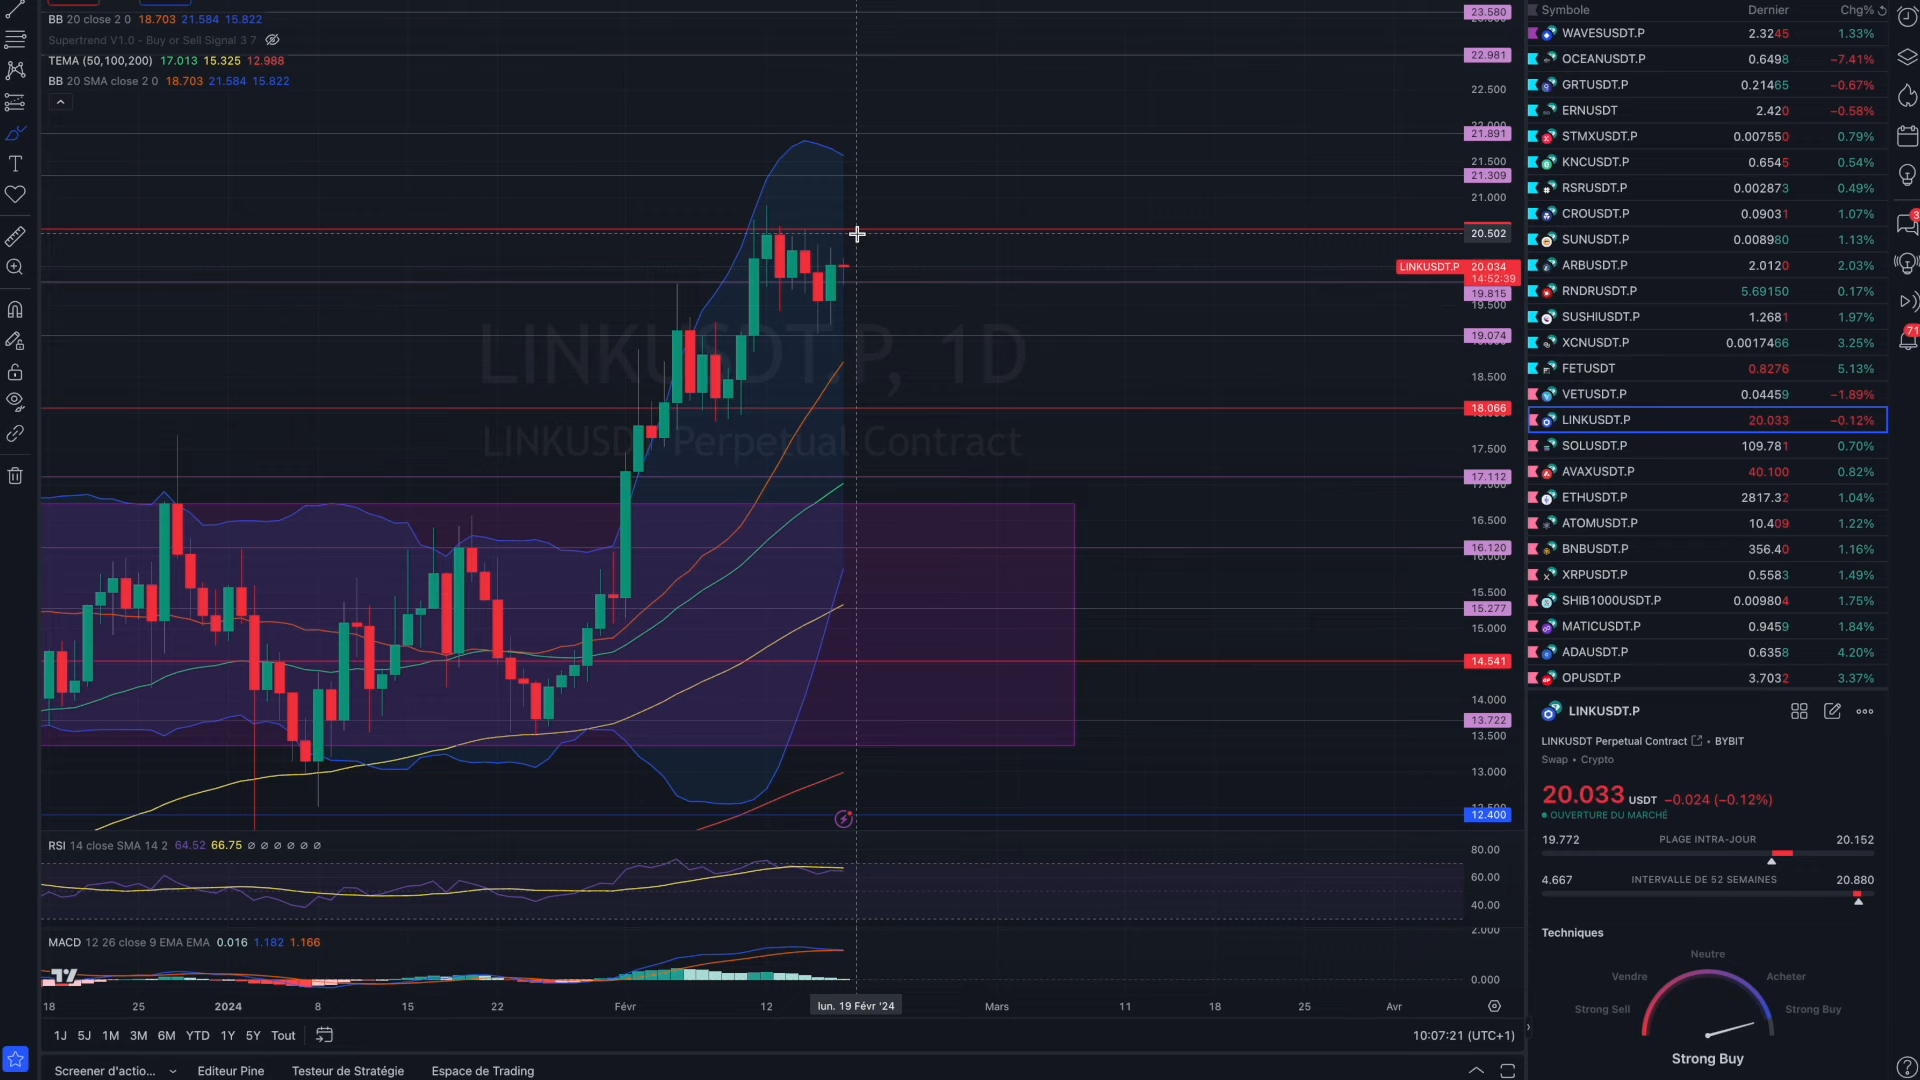 BB 20 close 2 0 18.703 21.584 15.822
Supertrend V1.0 - Buy or Sell Signal 3 7
TEMA (50,100,200) 17.013 15.325 12.988
BB 20 SMA close 2 0 18.703 21.584 15.822
LINKUSDT.P, 1D
LINKUSDT Perpetual Contract
23.580
22.981
22.500
22.000
21.891
21.500
21.309
21.000
20.502
LINKUSDT.P 20.034
14:52:39
19.815
19.500
19.074
18.500
18.066
17.500
17.112
17.000
16.500
16.120
16.000
15.500
15.277
15.000
14.541
14.000
13.722
13.500
13.000
12.500
12.400
RSI 14 close SMA 14 2 64.52 66.75 ∅ ∅ ∅ ∅ ∅ ∅
80.00
60.00
40.00
MACD 12 26 close 9 EMA EMA 0.016 1.182 1.166
2.000
0.000
18 25 2024 8 15 22 Févr 12 lun. 19 Févr '24 Mars 11 18 25 Avr
1J 5J 1M 3M 6M YTD 1Y 5Y Tout
10:07:21 (UTC+1)
Screener d'actio... Editeur Pine Testeur de Stratégie Espace de Trading
Symbole Dernier Chg%
WAVESUSDT.P 2.3245 1.33%
OCEANUSDT.P 0.6498 −7.41%
GRTUSDT.P 0.21465 −0.67%
ERNUSDT 2.420 −0.58%
STMXUSDT.P 0.007550 0.79%
KNCUSDT.P 0.6545 0.54%
RSRUSDT.P 0.002873 0.49%
CROUSDT.P 0.09031 1.07%
SUNUSDT.P 0.008980 1.13%
ARBUSDT.P 2.0120 2.03%
RNDRUSDT.P 5.69150 0.17%
SUSHIUSDT.P 1.2681 1.97%
XCNUSDT.P 0.0017466 3.25%
FETUSDT 0.8276 5.13%
VETUSDT.P 0.04459 −1.89%
LINKUSDT.P 20.033 −0.12%
SOLUSDT.P 109.781 0.70%
AVAXUSDT.P 40.100 0.82%
ETHUSDT.P 2817.32 1.04%
ATOMUSDT.P 10.409 1.22%
BNBUSDT.P 356.40 1.16%
XRPUSDT.P 0.5583 1.49%
SHIB1000USDT.P 0.009804 1.75%
MATICUSDT.P 0.9459 1.84%
ADAUSDT.P 0.6358 4.20%
OPUSDT.P 3.7032 3.37%
LINKUSDT.P
LINKUSDT Perpetual Contract • BYBIT
Swap • Crypto
20.033 USDT −0.024 (−0.12%)
OUVERTURE DU MARCHÉ
19.772 PLAGE INTRA-JOUR 20.152
4.667 INTERVALLE DE 52 SEMAINES 20.880
Techniques
Neutre
Vendre Acheter
Strong Sell Strong Buy
Strong Buy
3
71